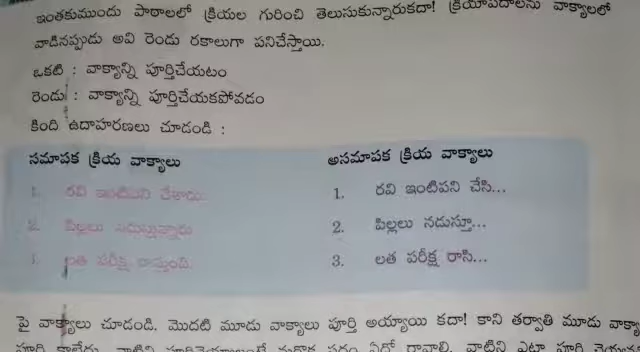 ఇంతకుముందు పాఠాలలో క్రియల గురించి తెలుసుకున్నారుకదా! క్రియాపదాలను వాక్యాలలో
వాడినప్పుడు అవి రెండు రకాలుగా పనిచేస్తాయి.
ఒకటి : వాక్యాన్ని పూర్తిచేయటం
రెండు : వాక్యాన్ని పూర్తిచేయకపోవడం
కింది ఉదాహరణలు చూడండి :
సమాపక క్రియ వాక్యాలు
1. రవి ఇంటిపని చేశాడు.
2. పిల్లలు నడుస్తున్నారు
లత పరీక్ష రాస్తుంది.
అసమాపక క్రియ వాక్యాలు
1. రవి ఇంటిపని చేసి...
2. పిల్లలు నడుస్తూ...
3. లత పరీక్ష రాసి...
పై వాక్యాలు చూడండి. మొదటి మూడు వాక్యాలు పూర్తి అయ్యాయి కదా! కాని తర్వాతి మూడు